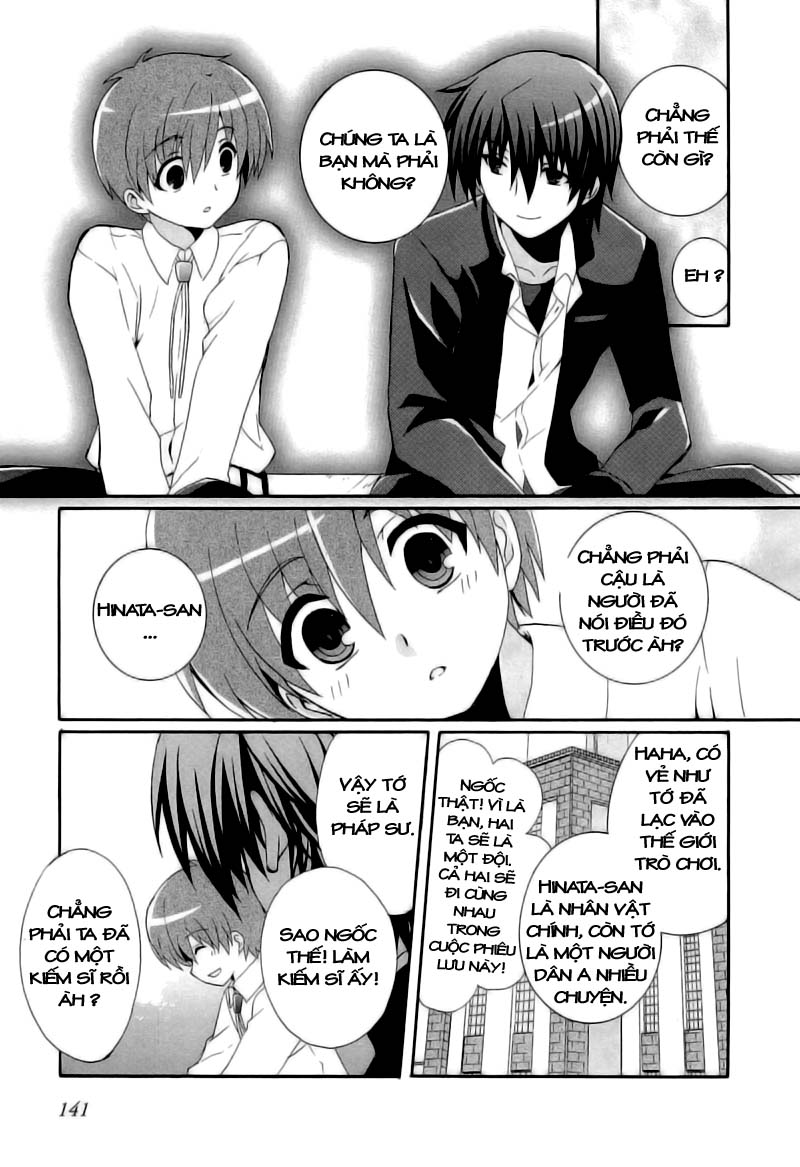 CHẲNG
PHẢI THẾ
CÒN GÌ?
EH ?
CHÚNG TA LÀ
BẠN MÀ PHẢI
KHÔNG?
CHẲNG PHẢI
CẬU LÀ
NGƯỜI ĐÃ
NÓI ĐIỀU ĐÓ
TRƯỚC ÀH?
HINATA-SAN
...
HAHA, CÓ
VẺ NHƯ
TỚ ĐÃ
LẠC VÀO
THẾ GIỚI
TRÒ CHƠI.
HINATA-SAN
LÀ NHÂN VẬT
CHÍNH, CÒN TỚ
LÀ MỘT NGƯỜI
DÂN A NHIỀU
CHUYỆN.
NGỐC
THẬT! VÌ LÀ
BẠN, HAI
TA SẼ LÀ
MỘT ĐỘI.
CẢ HAI SẼ
ĐI CÙNG
NHAU
TRONG
CUỘC PHIÊU
LƯU NÀY!
VẬY TỚ
SẼ LÀ
PHÁP SƯ.
SAO NGỐC
THẾ! LÀM
KIẾM SĨ ẤY!
CHẲNG
PHẢI TA ĐÃ
CÓ MỘT
KIẾM SĨ RỒI
ÀH ?
141